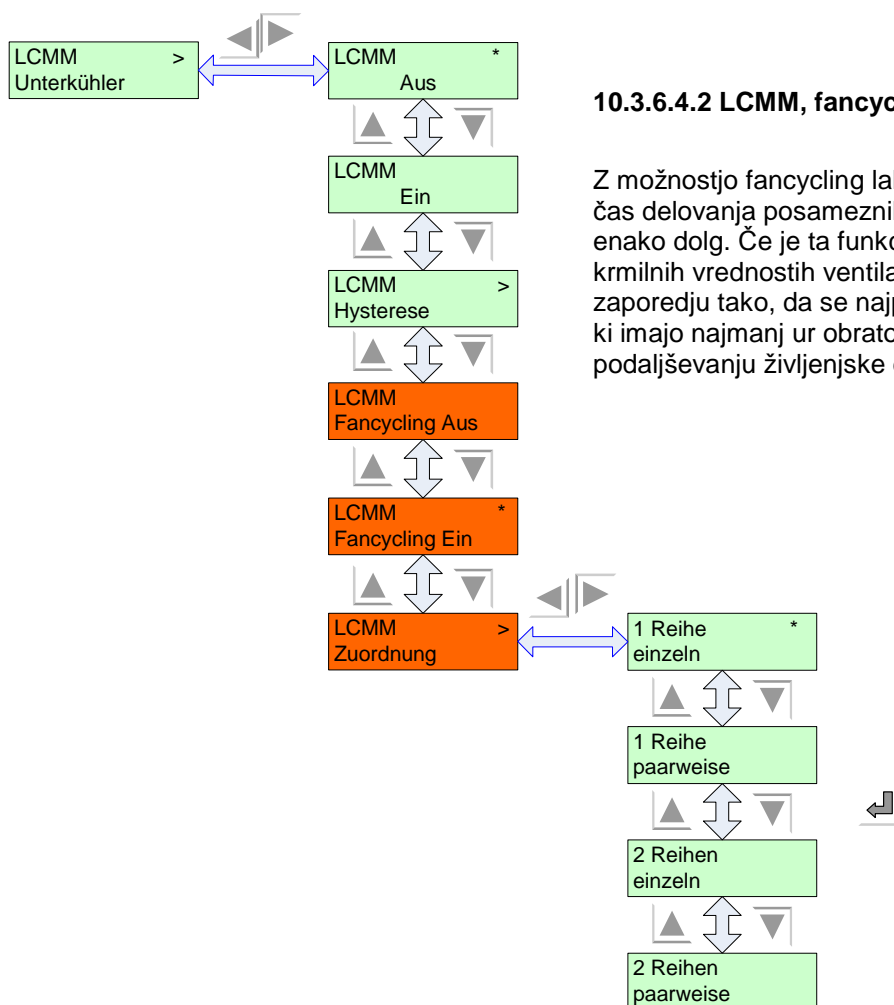 LCMM >
Unterkühler
LCMM *
Aus
LCMM
Ein
LCMM >
Hysterese
LCMM
Fancycling Aus
LCMM *
Fancycling Ein
LCMM >
Zuordnung
1 Reihe *
einzeln
1 Reihe
paarweise
2 Reihen
einzeln
2 Reihen
paarweise
10.3.6.4.2 LCMM, fancyc
Z možnostjo fancycling la
čas delovanja posamezni
enako dolg. Če je ta funkc
krmilnih vrednostih ventila
zaporedju tako, da se najp
ki imajo najmanj ur obrato
podaljševanju življenjske